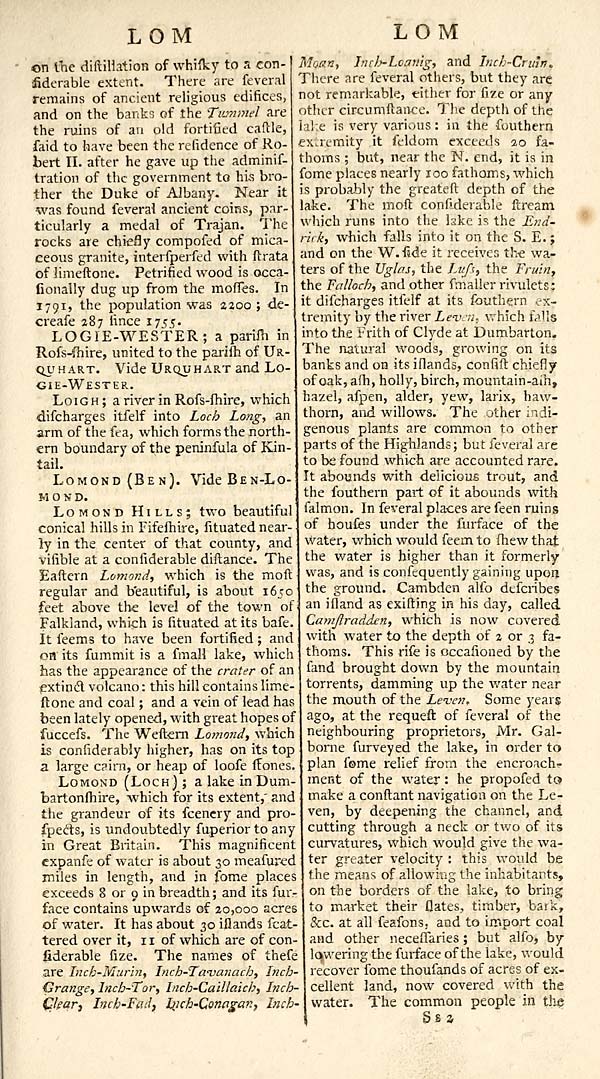 LOM
on the diſtillation of whiſky to a con-
ſiderable extent. There are ſeveral
remains of ancient religious edifices,
and on the banks of the Tummel are
the ruins of an old fortified caſtle,
ſaid to have been the reſidence of Ro-
bert II. after he gave up the adminiſ-
tration of the government to his bro-
ther the Duke of Albany. Near it
was found ſeveral ancient coins, par-
ticularly a medal of Trajan. The
rocks are chiefly compoſed of mica-
ceous granite, interſperſed with ſtrata
of limeſtone. Petrified wood is occa-
ſionally dug up from the moſſes. In
1791, the population was 2200; de-
creaſe 287 ſince 1755.
LOGIE-WESTER; a pariſh in
Roſs-ſhire, united to the pariſh of UR-
QUHART. Vide URQUHART and LO-
GIE-WESTER.
LOIGH; a river in Roſs-ſhire, which
diſcharges itſelf into Loch Long, an
arm of the ſea, which forms the north-
ern boundary of the peninſula of Kin-
tail.
LOMOND (BEN). Vide BEN-LO-
MOND.
LOMOND HILLS; two beautiful
conical hills in Fifeſhire, ſituated near-
ly in the center of that county, and
viſible at a conſiderable diſtance. The
Eaſtern Lomond, which is the moſt
regular and beautiful, is about 1650
feet above the level of the town of
Falkland, which is ſituated at its baſe.
It ſeems to have been fortified; and
on its ſummit is a ſmall lake, which
has the appearance of the crater of an
extinct volcano: this hill contains lime-
ſtone and coal; and a vein of lead has
been lately opened, with great hopes of
ſucceſs. The Weſtern Lomond, which
is conſiderably higher, has on its top
a large cairn, or heap of looſe ſtones.
LOMOND (LOCH); a lake in Dum-
bartonſhire, which for its extent, and
the grandeur of its ſcenery and pro-
ſpects, is undoubtedly ſuperior to any
in Great Britain. This magnificent
expanſe of water is about 30 meaſured
miles in length, and in ſome places
exceeds 8 or 9 in breadth; and its ſur-
face contains upwards of 20,000 acres
of water. It has about 30 iſlands ſcat-
tered over it, 11 of which are of con-
ſiderable ſize. The names of theſe
are Inch-Murin, Inch-Tavanach, Inch-
Grange, Inch-Tor, Inch-Caillaich, Inch-
Clear, Inch-Fad, Inch-Conagan, Inch-
LOM
Moan, Inch-Loanig, and Inch-Cruin.
There are ſeveral others, but they are
not remarkable, either for ſize or any
other circumſtance. The depth of the
lake is very various: in the ſouthern
extremity it ſeldom exceeds 20 fa-
thoms; but, near the N. end, it is in
ſome places nearly 100 fathoms, which
is probably the greateſt depth of the
lake. The moſt conſiderable ſtream
which runs into the lake is the End-
rick, which falls into it on the S. E.;
and on the W. ſide it receives the wa-
ters of the Uglas, the Luſs, the Fruin,
the Falloch, and other ſmaller rivulets:
it diſcharges itſelf at its ſouthern ex-
tremity by the river Leven, which falls
into the Frith of Clyde at Dumbarton.
The natural woods, growing on its
banks and on its iſlands, conſiſt chiefly
of oak, aſh, holly, birch, mountain-aſh,
hazel, aſpen, alder, yew, larix, haw-
thorn, and willows. The other indi-
genous plants are common to other
parts of the Highlands; but ſeveral are
to be found which are accounted rare.
It abounds with delicious trout, and
the ſouthern part of it abounds with
ſalmon. In ſeveral places are ſeen ruins
of houſes under the ſurface of the
water, which would ſeem to ſhew that
the water is higher than it formerly
was, and is conſequently gaining upon
the ground. Cambden alſo deſcribes
an iſland as exiſting in his day, called
Camſtradden, which is now covered
with water to the depth of 2 or 3 fa-
thoms. This riſe is occaſioned by the
ſand brought down by the mountain
torrents, damming up the water near
the mouth of the Leven. Some years
ago, at the requeſt of ſeveral of the
neighbouring proprietors, Mr. Gal-
borne ſurveyed the lake, in order to
plan ſome relief from the encroach-
ment of the water: he propoſed to
make a conſtant navigation on the Le-
ven, by deepening the channel, and
cutting through a neck or two of its
curvatures, which would give the wa-
ter greater velocity: this would be
the means of allowing the inhabitants,
on the borders of the lake, to bring
to market their ſlates, timber, bark,
&c. at all ſeaſons, and to import coal
and other neceſſaries; but alſo, by
lowering the ſurface of the lake, would
recover ſome thouſands of acres of ex-
cellent land, now covered with the
water. The common people in the
S s 2